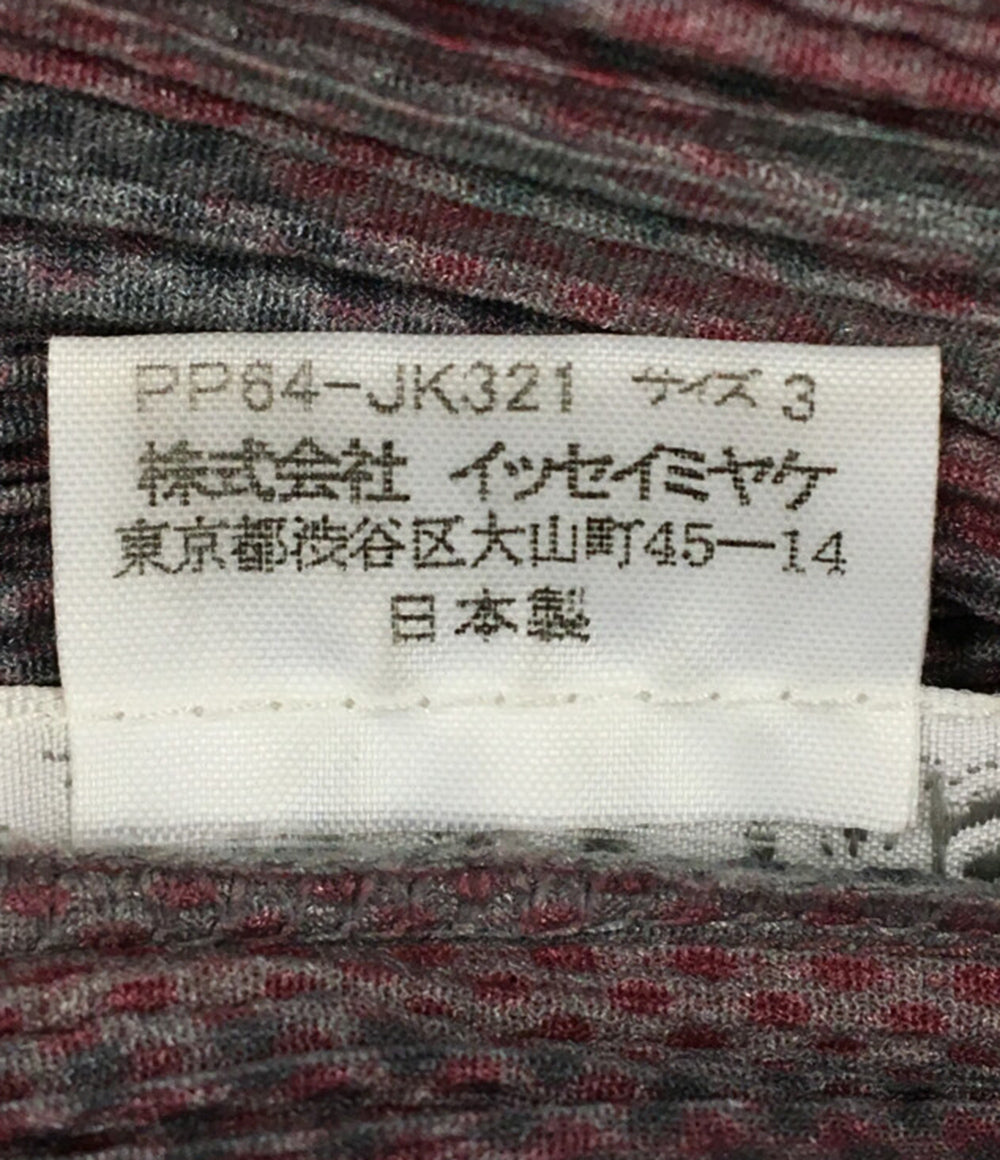 PP64-JK321 サイズ 3
株式会社 イッセイミヤケ
東京都渋谷区大山町45-14
日本製